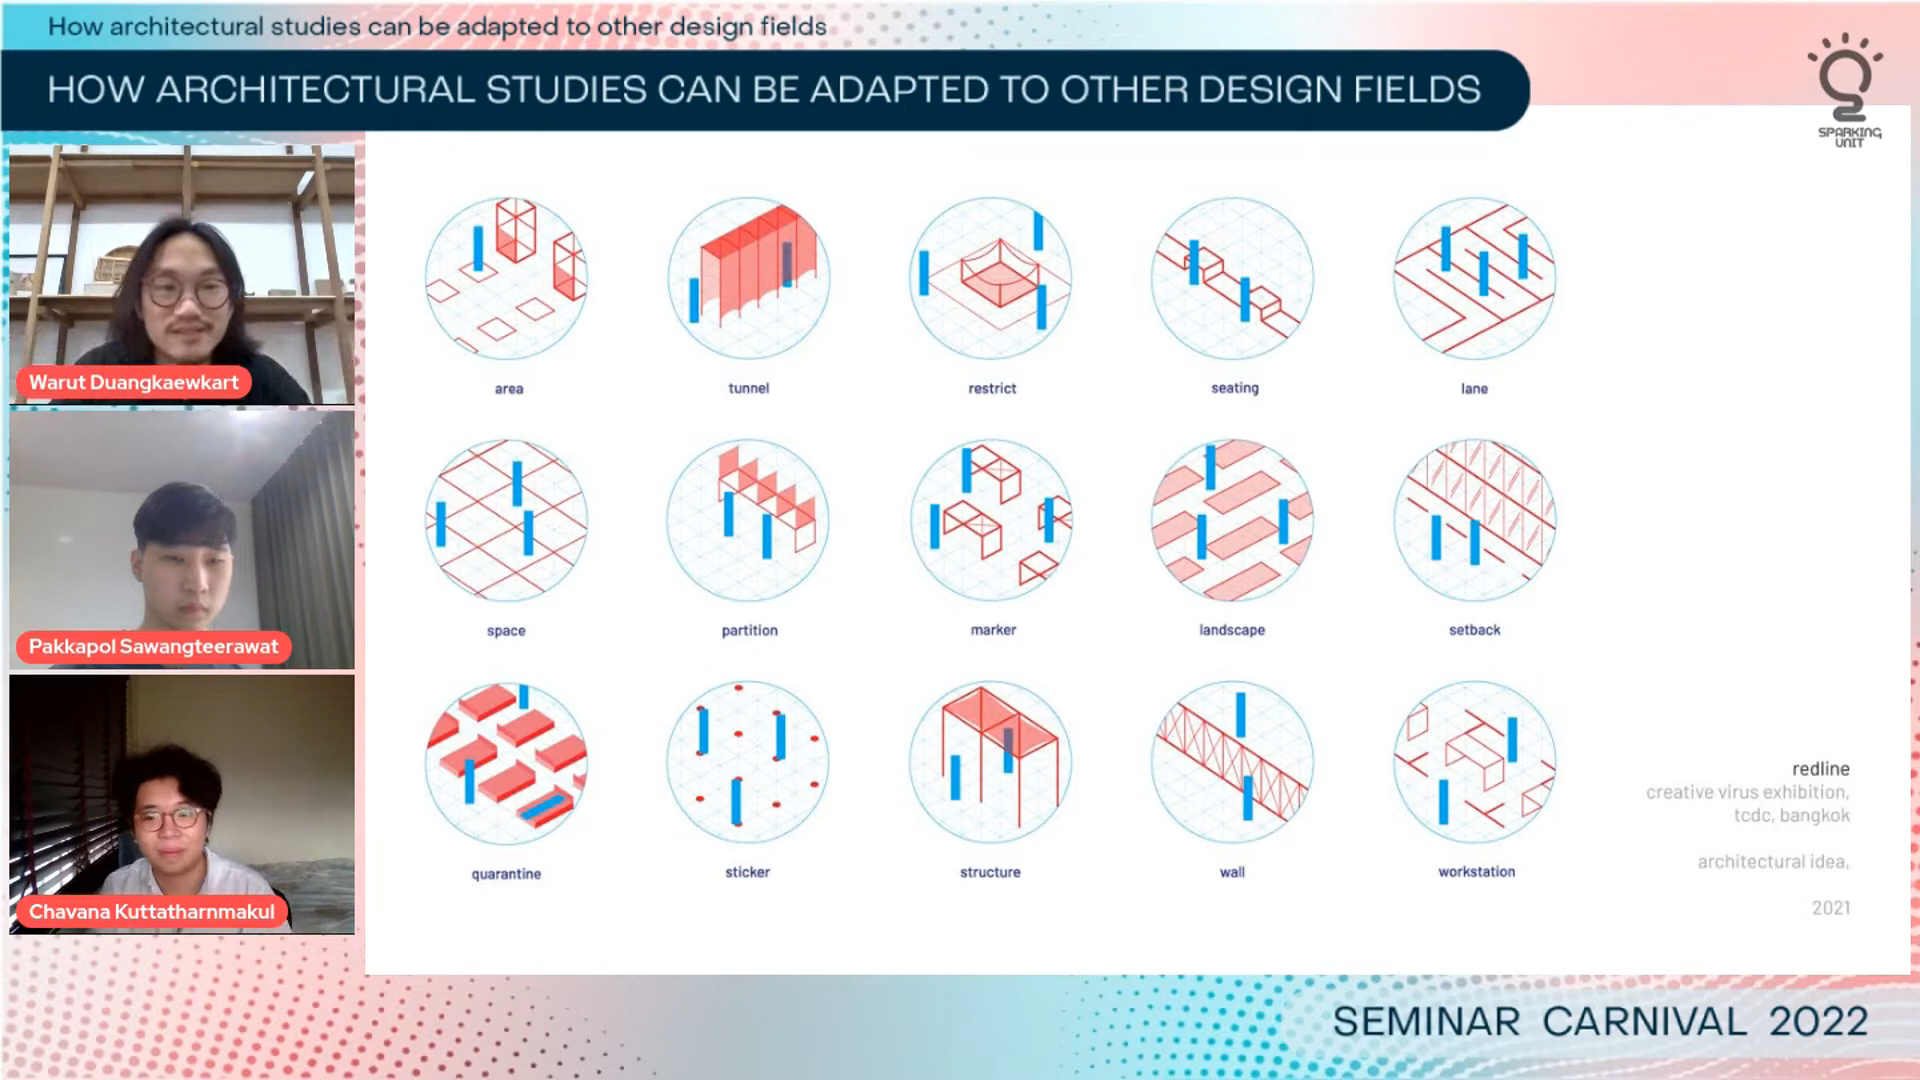 How architectural studies can be adapted to other design fields
HOW ARCHITECTURAL STUDIES CAN BE ADAPTED TO OTHER DESIGN FIELDS
SPARKING
UNIT
Warut Duangkaewkart
Pakkapol Sawangteerawat
Chavana Kuttatharnmakul
area
tunnel
restrict
seating
lane
space
partition
marker
landscape
setback
quarantine
sticker
structure
wall
workstation
redline
creative virus exhibition,
tcdc, bangkok
architectural idea,
2021
SEMINAR CARNIVAL 2022